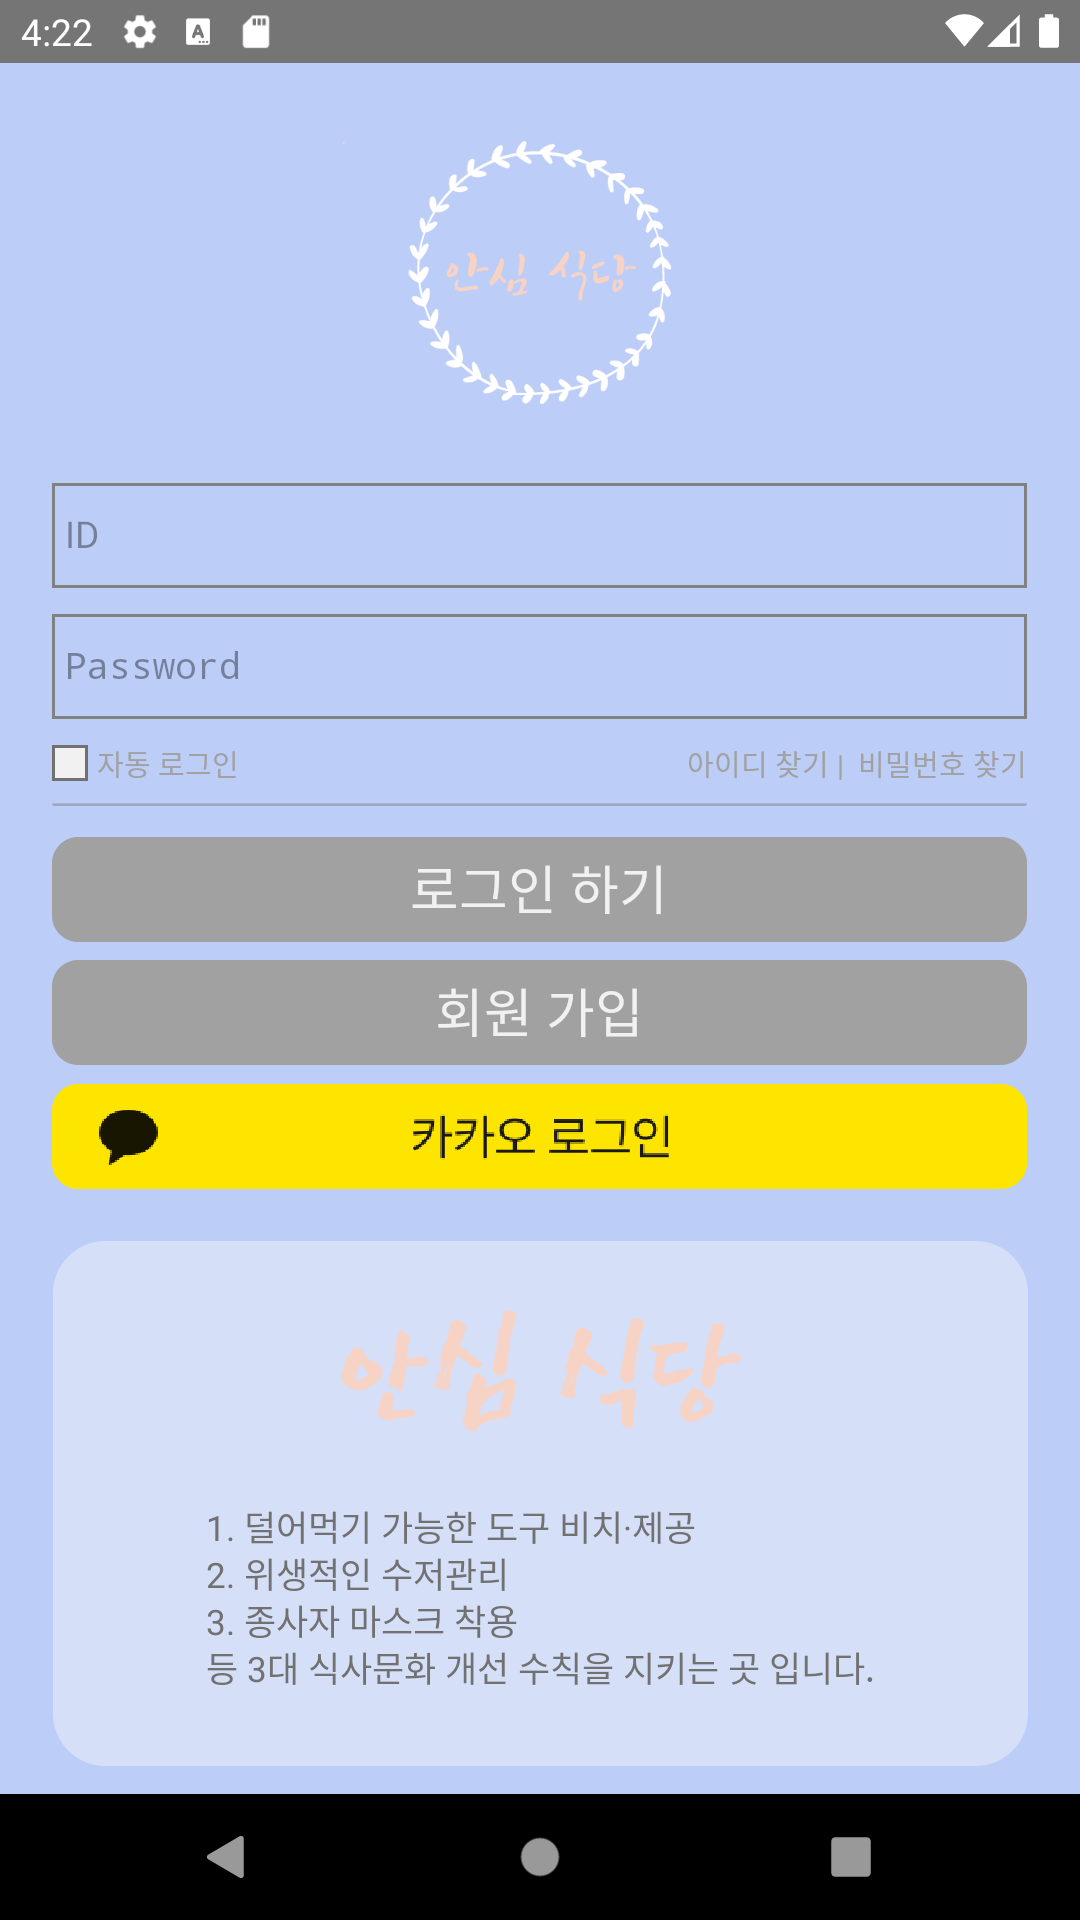 4:22
안심 식당
ID
Password
자동 로그인
아이디 찾기 | 비밀번호 찾기
로그인 하기
회원 가입
카카오 로그인
안심 식당
1. 덜어먹기 가능한 도구 비치·제공
2. 위생적인 수저관리
3. 종사자 마스크 착용
등 3대 식사문화 개선 수칙을 지키는 곳 입니다.